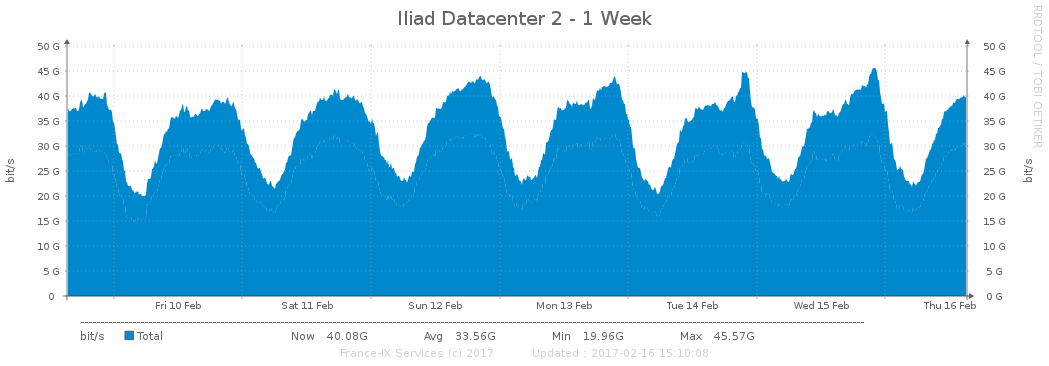 Iliad Datacenter 2 - 1 Week
RRDTOOL / TOBI OETIKER
bit/s
50 G 50 G
45 G 45 G
40 G 40 G
35 G 35 G
30 G 30 G
25 G 25 G
20 G 20 G
15 G 15 G
10 G 10 G
5 G 5 G
0 0 G
bit/s
Fri 10 Feb Sat 11 Feb Sun 12 Feb Mon 13 Feb Tue 14 Feb Wed 15 Feb Thu 16 Feb
bit/s Total Now 40.08G Avg 33.56G Min 19.96G Max 45.57G
France-IX Services (c) 2017 Updated : 2017-02-16 15:10:08